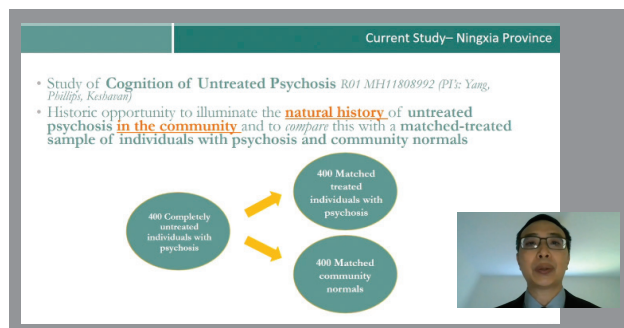 Current Study– Ningxia Province
• Study of Cognition of Untreated Psychosis R01 MH11808992 (PI's: Yang,
Phillips, Keshavan)
• Historic opportunity to illuminate the natural history of untreated
psychosis in the community and to compare this with a matched-treated
sample of individuals with psychosis and community normals
400 Completely
untreated
individuals with
psychosis
400 Matched
treated
individuals with
psychosis
400 Matched
community
normals